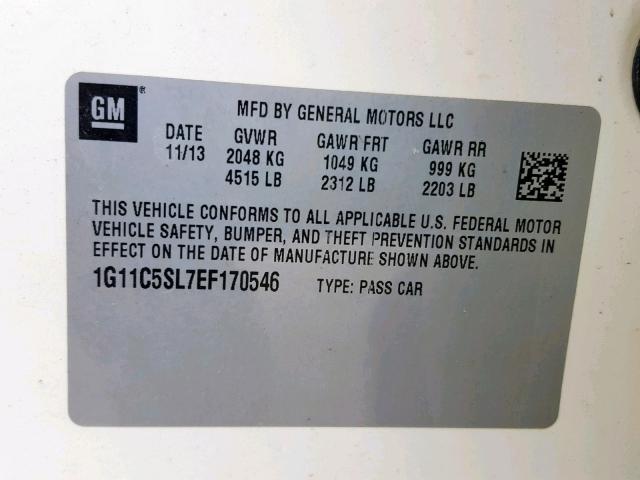 GM®
MFD BY GENERAL MOTORS LLC
DATE GVWR GAWR FRT GAWR RR
11/13 2048 KG 1049 KG 999 KG
4515 LB 2312 LB 2203 LB
THIS VEHICLE CONFORMS TO ALL APPLICABLE U.S. FEDERAL MOTOR
VEHICLE SAFETY, BUMPER, AND THEFT PREVENTION STANDARDS IN
EFFECT ON THE DATE OF MANUFACTURE SHOWN ABOVE.
1G11C5SL7EF170546 TYPE: PASS CAR